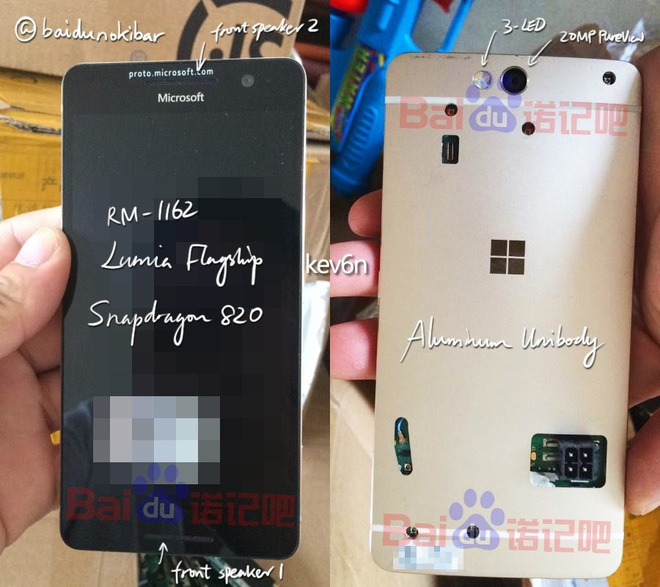 @baidunokibar
front speaker 2
proto.microsoft.com
Microsoft
RM-1162
Lumia Flagship
Snapdragon 820
kev6n
Baidu诺记吧
front speaker 1
3-LED
20MP PureView
Baidu诺记吧
Aluminum Unibody
Baidu诺记吧